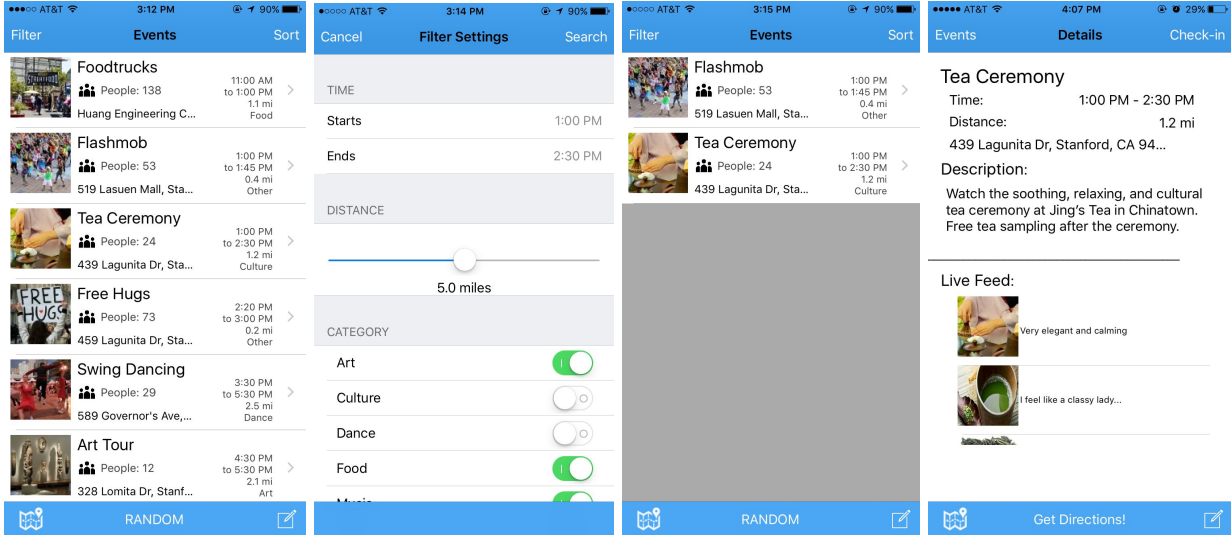 AT&T 3:12 PM 90%
Filter Events Sort
Foodtrucks
11:00 AM
People: 138 to 1:00 PM
1.1 mi
Huang Engineering C... Food
Flashmob
1:00 PM
People: 53 to 1:45 PM
0.4 mi
519 Lasuen Mall, Sta... Other
Tea Ceremony
1:00 PM
People: 24 to 2:30 PM
1.2 mi
439 Lagunita Dr, Sta... Culture
FREE HUGS
Free Hugs
2:20 PM
People: 73 to 3:00 PM
0.2 mi
459 Lagunita Dr, Sta... Other
Swing Dancing
3:30 PM
People: 29 to 5:30 PM
2.5 mi
589 Governor's Ave,... Dance
Art Tour
4:30 PM
People: 12 to 5:30 PM
2.1 mi
328 Lomita Dr, Stanf... Art
RANDOM
AT&T 3:14 PM 90%
Cancel Filter Settings Search
TIME
Starts 1:00 PM
Ends 2:30 PM
DISTANCE
5.0 miles
CATEGORY
Art
Culture
Dance
Food
Music
AT&T 3:15 PM 90%
Filter Events Sort
Flashmob
1:00 PM
People: 53 to 1:45 PM
0.4 mi
519 Lasuen Mall, Sta... Other
Tea Ceremony
1:00 PM
People: 24 to 2:30 PM
1.2 mi
439 Lagunita Dr, Sta... Culture
RANDOM
AT&T 4:07 PM 29%
Events Details Check-in
Tea Ceremony
Time: 1:00 PM - 2:30 PM
Distance: 1.2 mi
439 Lagunita Dr, Stanford, CA 94...
Description:
Watch the soothing, relaxing, and cultural
tea ceremony at Jing's Tea in Chinatown.
Free tea sampling after the ceremony.
Live Feed:
Very elegant and calming
I feel like a classy lady...
Get Directions!